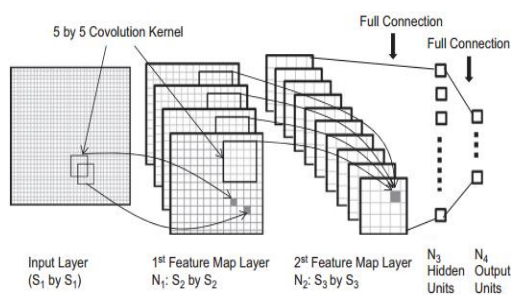 Full Connection
5 by 5 Covolution Kernel
Full Connection
Input Layer
(S1 by S1)
1st Feature Map Layer
N1: S2 by S2
2st Feature Map Layer
N2: S3 by S3
N3
Hidden
Units
N4
Output
Units